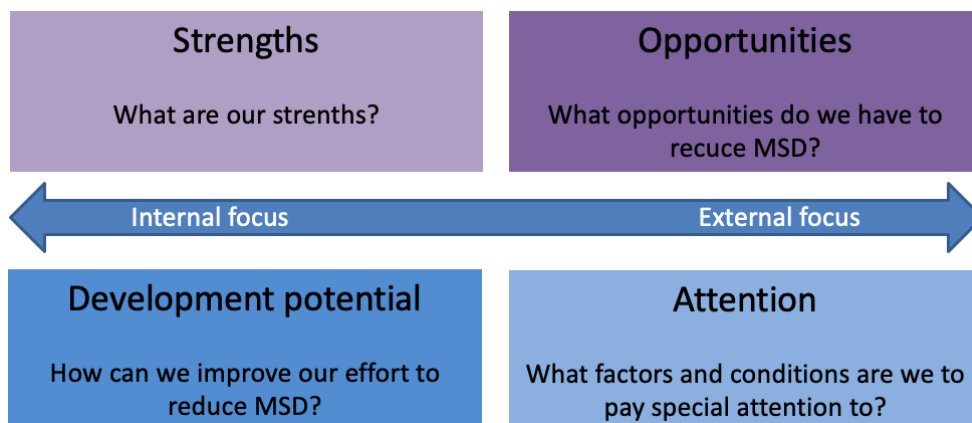 Strengths
What are our strenths?
Opportunities
What opportunities do we have to
recuce MSD?
Internal focus
External focus
Development potential
How can we improve our effort to
reduce MSD?
Attention
What factors and conditions are we to
pay special attention to?